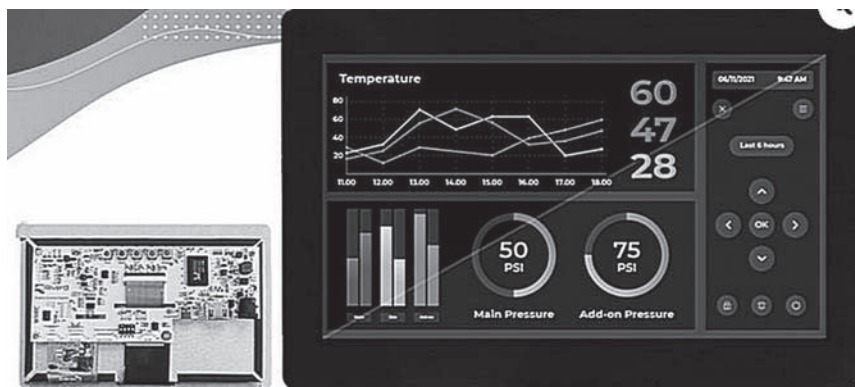 Temperature
80
60
40
20
11.00 12.00 13.00 14.00 15.00 16.00 17.00 18.00
60
47
28
06/11/2021 9:47 AM
Last 6 hours
OK
50
PSI
Main Pressure
75
PSI
Add-on Pressure